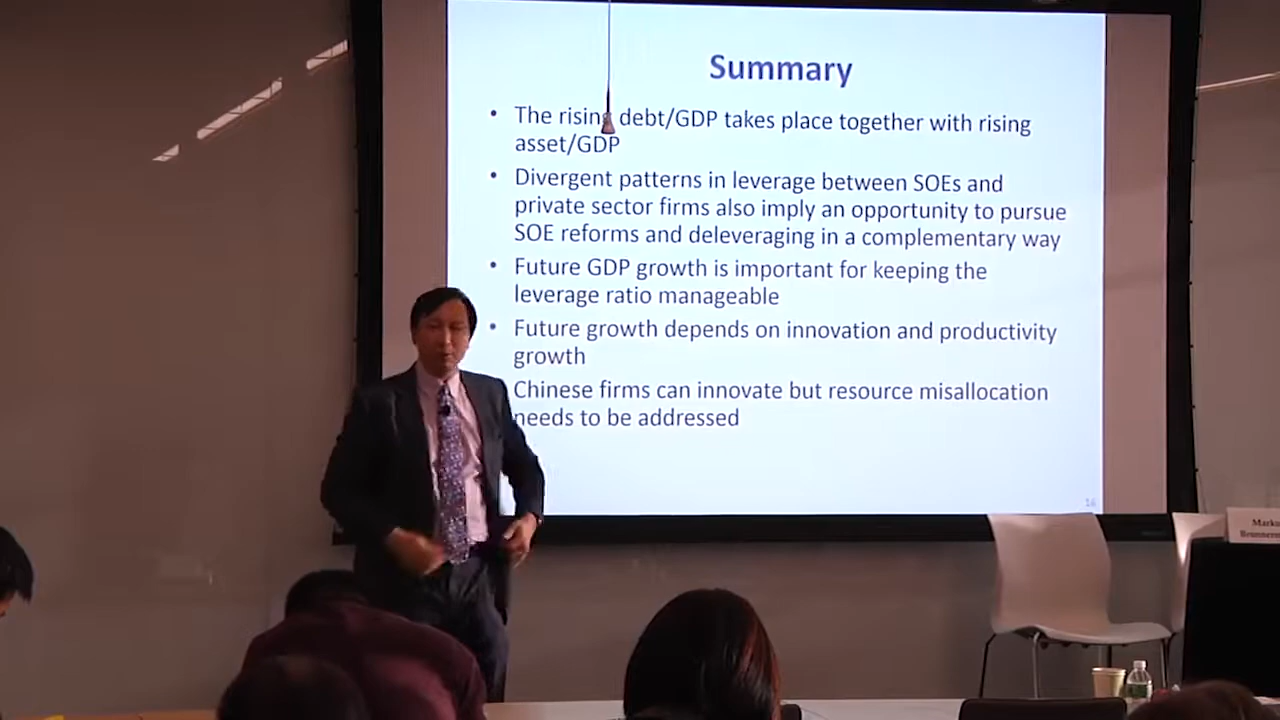 Summary
• The rising debt/GDP takes place together with rising
asset/GDP
• Divergent patterns in leverage between SOEs and
private sector firms also imply an opportunity to pursue
SOE reforms and deleveraging in a complementary way
• Future GDP growth is important for keeping the
leverage ratio manageable
• Future growth depends on innovation and productivity
growth
Chinese firms can innovate but resource misallocation
needs to be addressed
16